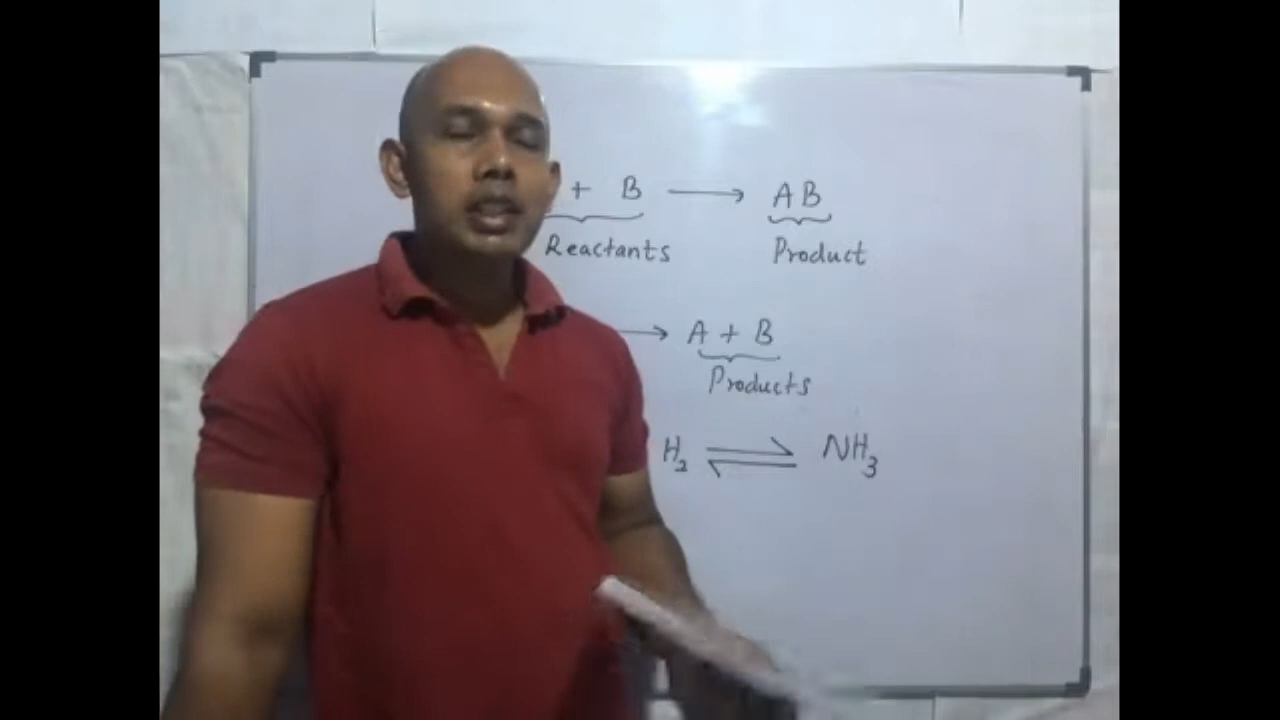 + B ⟶ AB
Reactants Product
⟶ A + B
Products
H₂ ⇌ NH₃